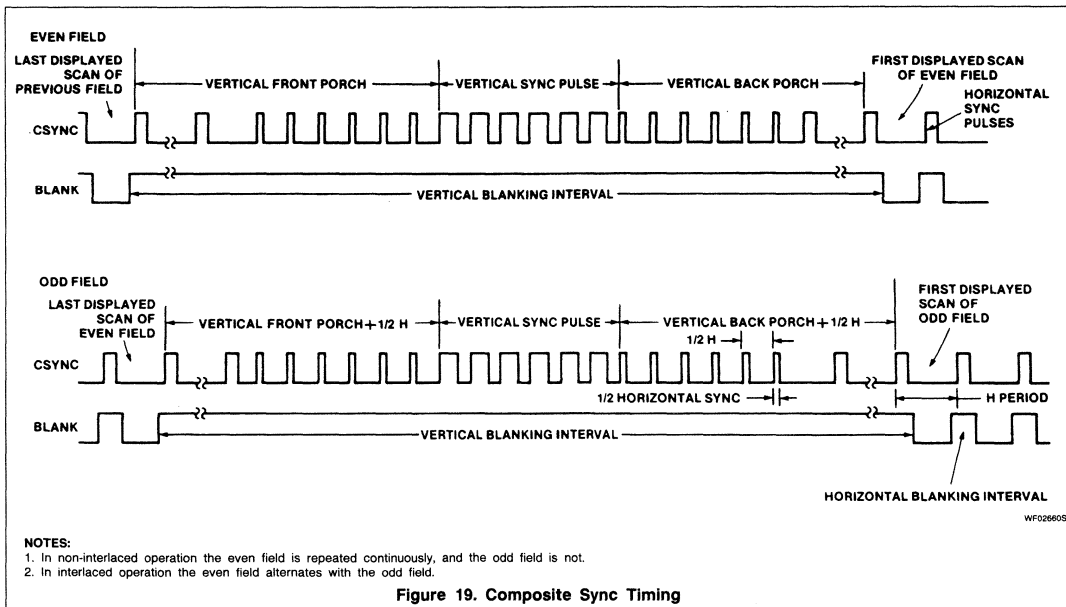 EVEN FIELD
LAST DISPLAYED
SCAN OF
PREVIOUS FIELD
VERTICAL FRONT PORCH
VERTICAL SYNC PULSE
VERTICAL BACK PORCH
FIRST DISPLAYED SCAN
OF EVEN FIELD
HORIZONTAL
SYNC
PULSES
CSYNC
BLANK
VERTICAL BLANKING INTERVAL
ODD FIELD
LAST DISPLAYED
SCAN OF
EVEN FIELD
VERTICAL FRONT PORCH+1/2 H
VERTICAL SYNC PULSE
VERTICAL BACK PORCH+1/2 H
FIRST DISPLAYED
SCAN OF
ODD FIELD
1/2 H
CSYNC
1/2 HORIZONTAL SYNC
H PERIOD
BLANK
VERTICAL BLANKING INTERVAL
HORIZONTAL BLANKING INTERVAL
WF02660S
NOTES:
1. In non-interlaced operation the even field is repeated continuously, and the odd field is not.
2. In interlaced operation the even field alternates with the odd field.
Figure 19. Composite Sync Timing